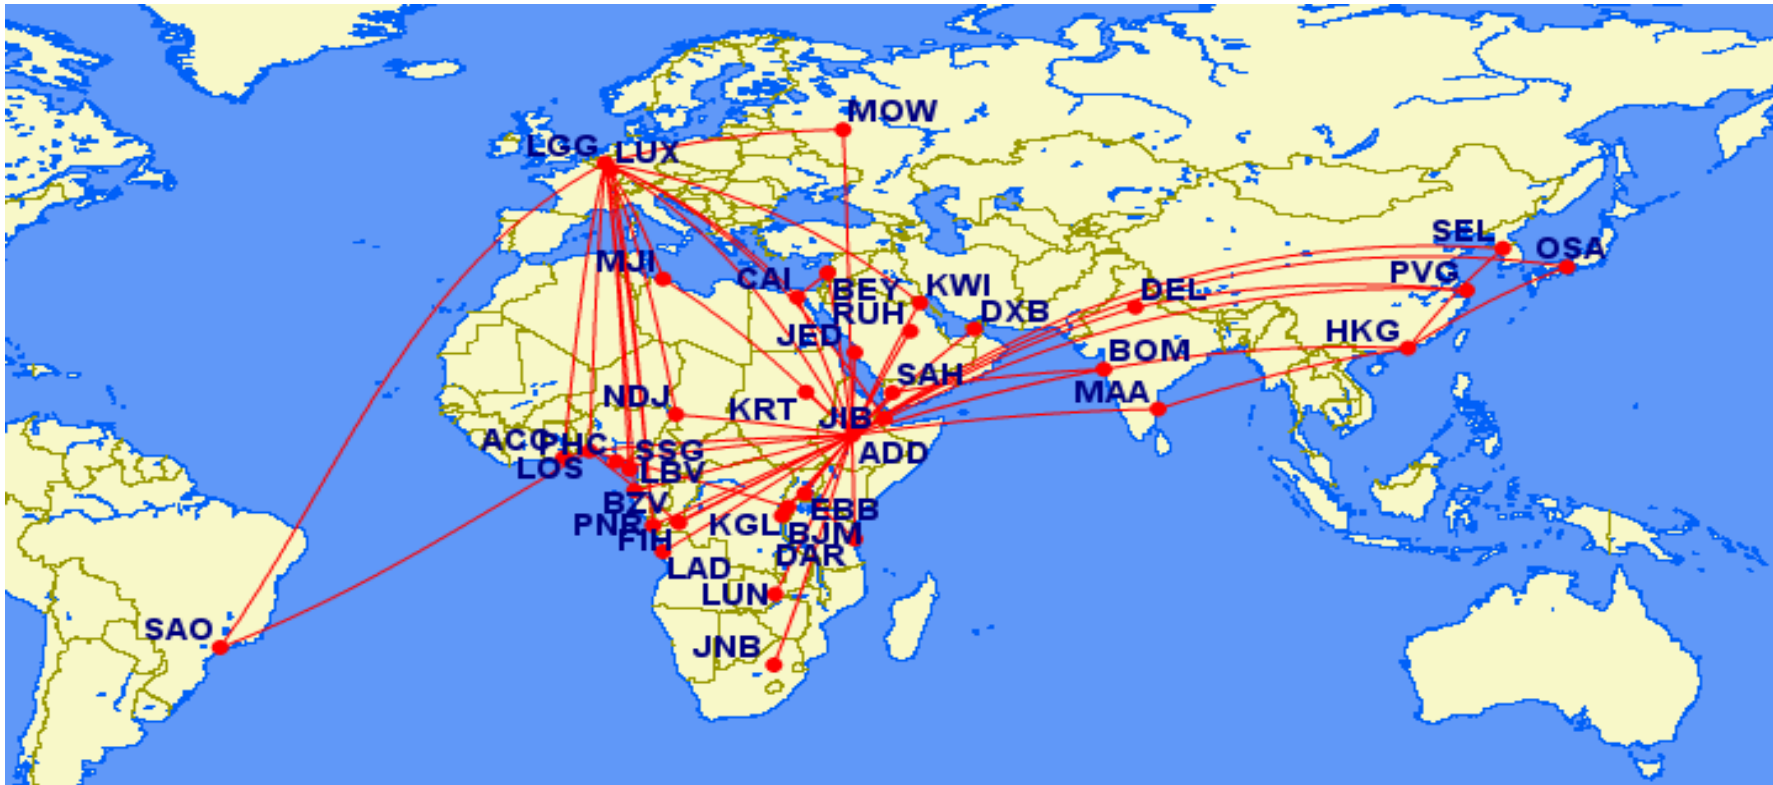 MOW
LGG
LUX
SEL
OSA
MJI
CAI
BEY
KWI
PVG
DEL
RUH
DXB
JED
HKG
BOM
SAH
MAA
NDJ
KRT
JIB
ACC
PHC
SSG
ADD
LOS
LBV
BZV
EBB
PNR
KGL
FIH
BJM
DAR
LAD
LUN
SAO
JNB